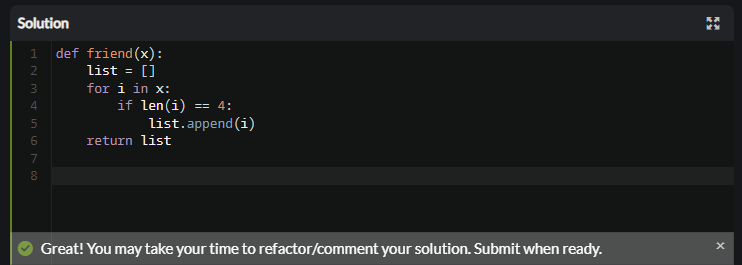 Solution
1 def friend(x):
2     list = []
3     for i in x:
4         if len(i) == 4:
5             list.append(i)
6     return list
7
8
Great! You may take your time to refactor/comment your solution. Submit when ready. ×